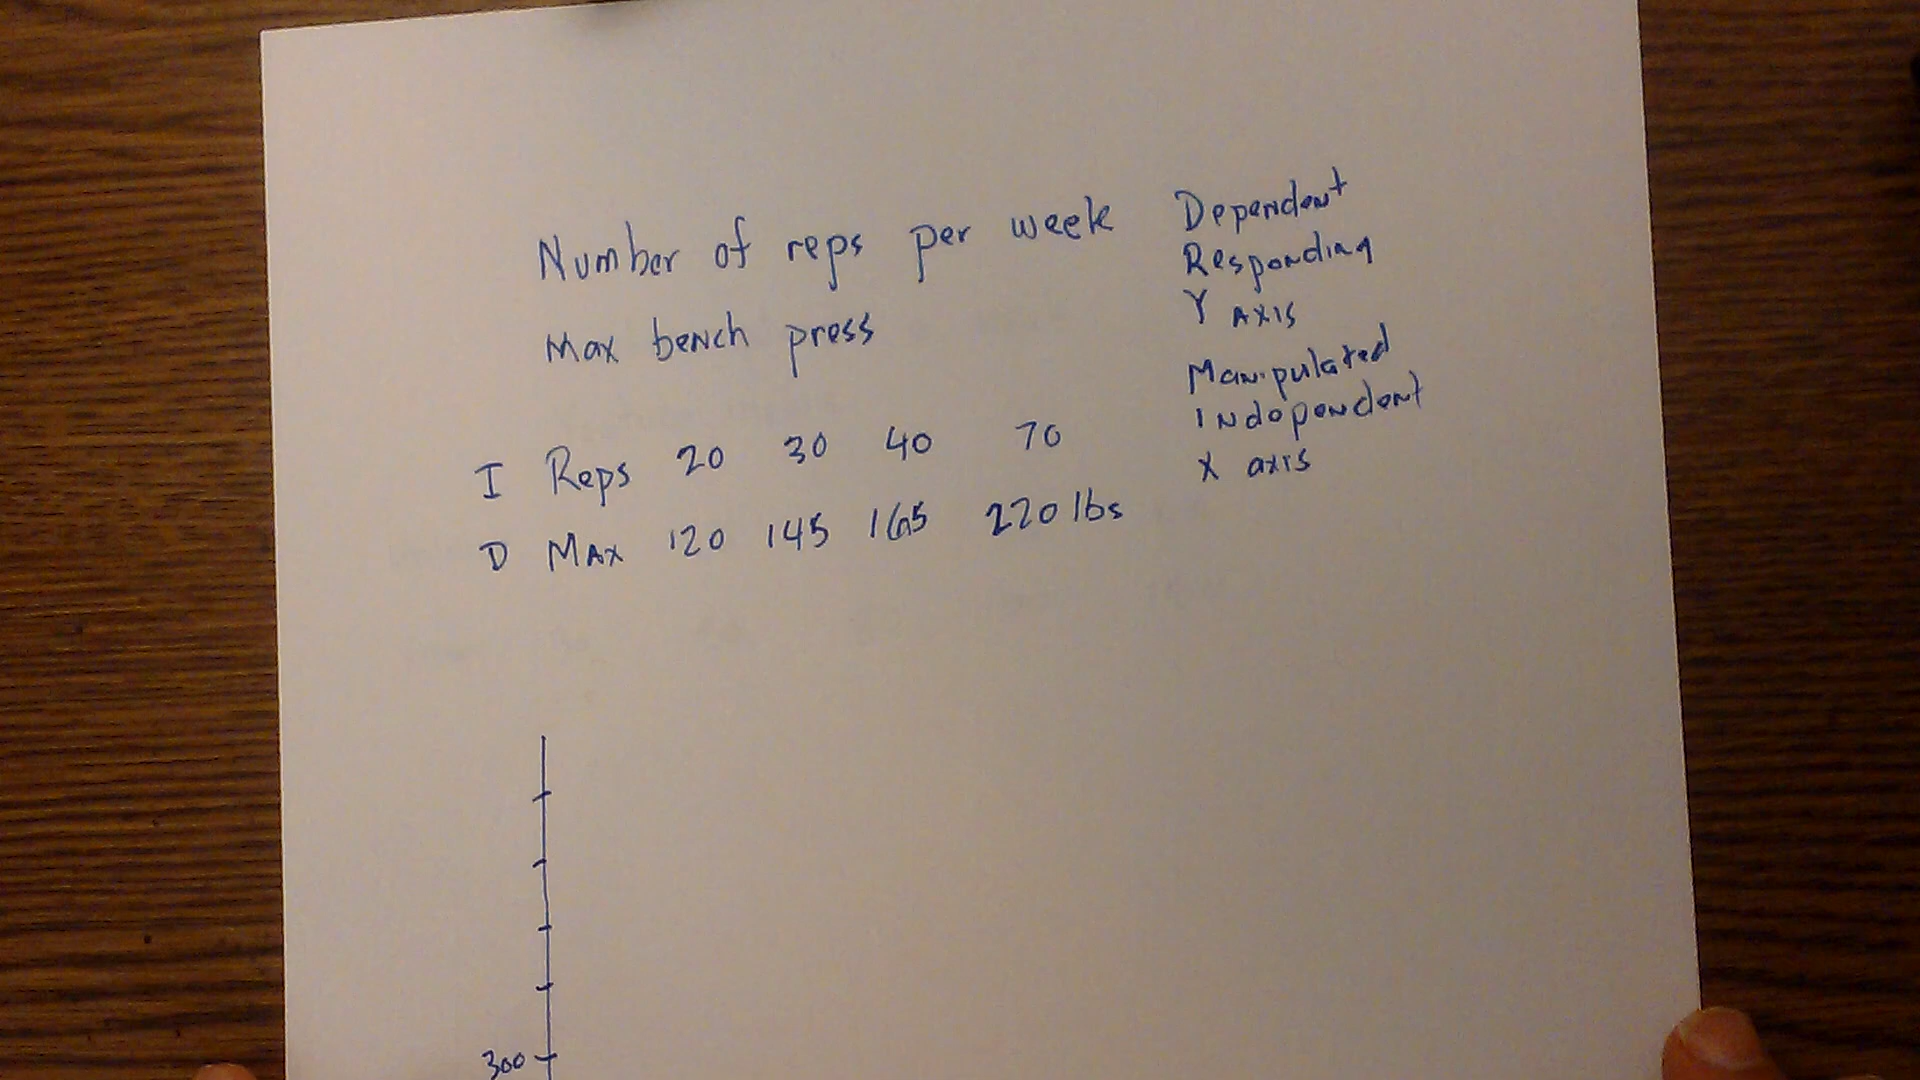 Number of reps per week
Max bench press
Dependent
Responding
Y AXIS
Manipulated
Independent
X axis
I Reps 20 30 40 70
D MAX 120 145 165 220 lbs
300